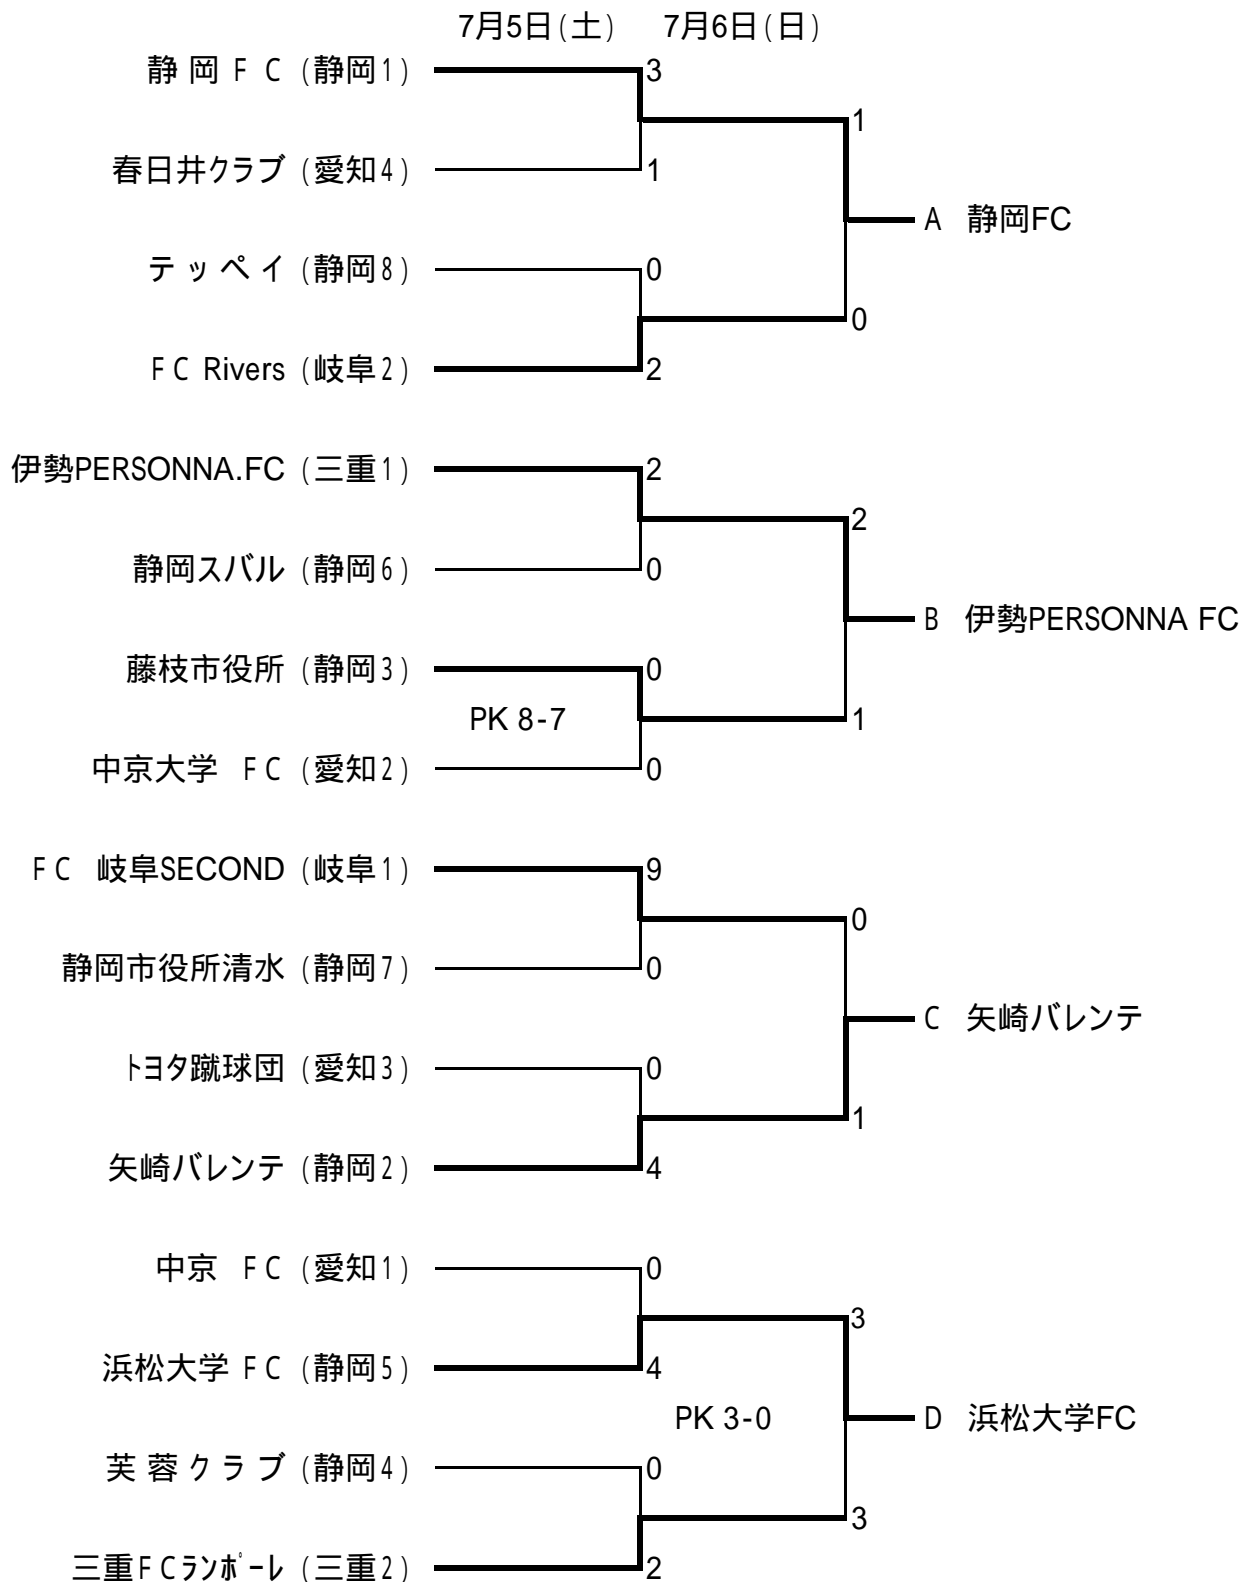 7月5日(土) 7月6日(日)
静岡FC (静岡1) 3
1
春日井クラブ (愛知4) 1
A 静岡FC
テッペイ (静岡8) 0
0
FC Rivers (岐阜2) 2
伊勢PERSONNA.FC (三重1) 2
2
静岡スバル (静岡6) 0
B 伊勢PERSONNA FC
藤枝市役所 (静岡3) 0
PK 8-7 1
中京大学 FC (愛知2) 0
FC 岐阜SECOND (岐阜1) 9
0
静岡市役所清水 (静岡7) 0
C 矢崎バレンテ
トヨタ蹴球団 (愛知3) 0
1
矢崎バレンテ (静岡2) 4
中京 FC (愛知1) 0
3
浜松大学 FC (静岡5) 4
PK 3-0 D 浜松大学FC
芙蓉クラブ (静岡4) 0
3
三重FCランポーレ (三重2) 2